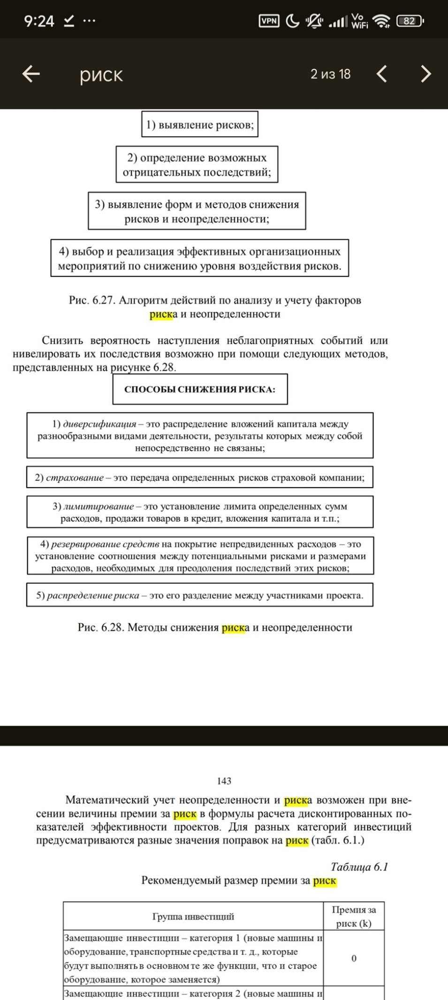 9:24
VPN
Vo
WiFi
82
риск
2 из 18
1) выявление рисков;
2) определение возможных
отрицательных последствий;
3) выявление форм и методов снижения
рисков и неопределенности;
4) выбор и реализация эффективных организационных
мероприятий по снижению уровня воздействия рисков.
Рис. 6.27. Алгоритм действий по анализу и учету факторов
риска и неопределенности
Снизить вероятность наступления неблагоприятных событий или
нивелировать их последствия возможно при помощи следующих методов,
представленных на рисунке 6.28.
СПОСОБЫ СНИЖЕНИЯ РИСКА:
1) диверсификация – это распределение вложений капитала между
разнообразными видами деятельности, результаты которых между собой
непосредственно не связаны;
2) страхование – это передача определенных рисков страховой компании;
3) лимитирование – это установление лимита определенных сумм
расходов, продажи товаров в кредит, вложения капитала и т.п.;
4) резервирование средств на покрытие непредвиденных расходов – это
установление соотношения между потенциальными рисками и размерами
расходов, необходимых для преодоления последствий этих рисков;
5) распределение риска – это его разделение между участниками проекта.
Рис. 6.28. Методы снижения риска и неопределенности
143
Математический учет неопределенности и риска возможен при вне-
сении величины премии за риск в формулы расчета дисконтированных по-
казателей эффективности проектов. Для разных категорий инвестиций
предусматриваются разные значения поправок на риск (табл. 6.1.)
Таблица 6.1
Рекомендуемый размер премии за риск
Группа инвестиций
Премия за
риск (k)
Замещающие инвестиции – категория 1 (новые машины и
оборудование, транспортные средства и т. д., которые
будут выполнять в основном те же функции, что и старое
оборудование, которое заменяется)
0
Замещающие инвестиции – категория 2 (новые машины и